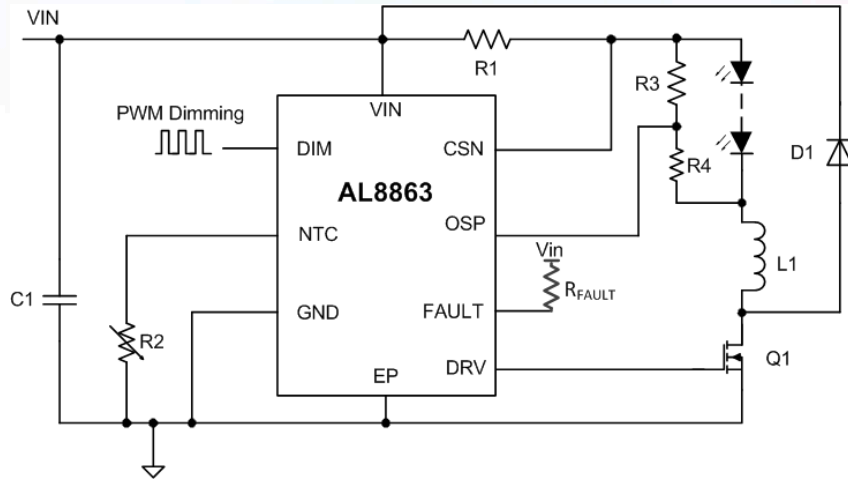 VIN
R1
R3
VIN
PWM Dimming
DIM
CSN
R4
D1
AL8863
NTC
OSP
Vin
L1
C1
R2
GND
FAULT
RFAULT
EP
DRV
Q1